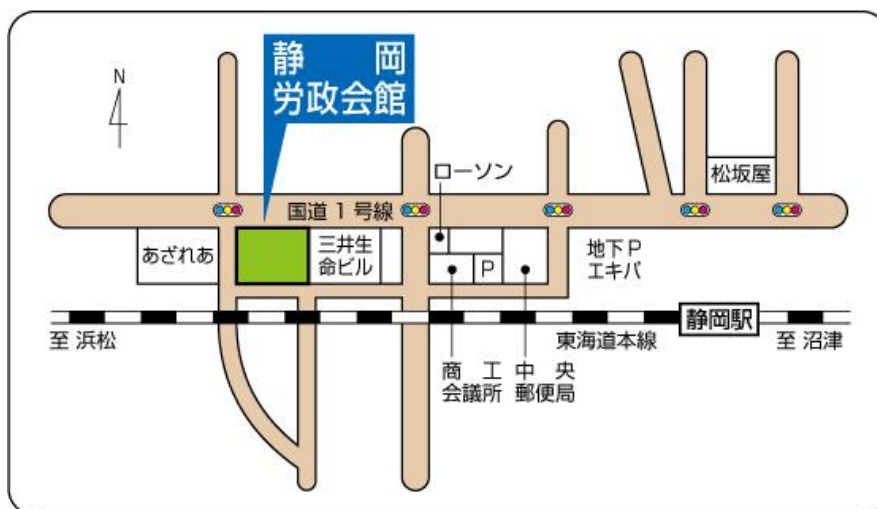 静岡
労政会館
N
ローソン
松坂屋
国道1号線
あざれあ
三井生
命ビル
P
地下P
エキパ
至 浜松
東海道本線
静岡駅
至 沼津
商工
会議所
中央
郵便局